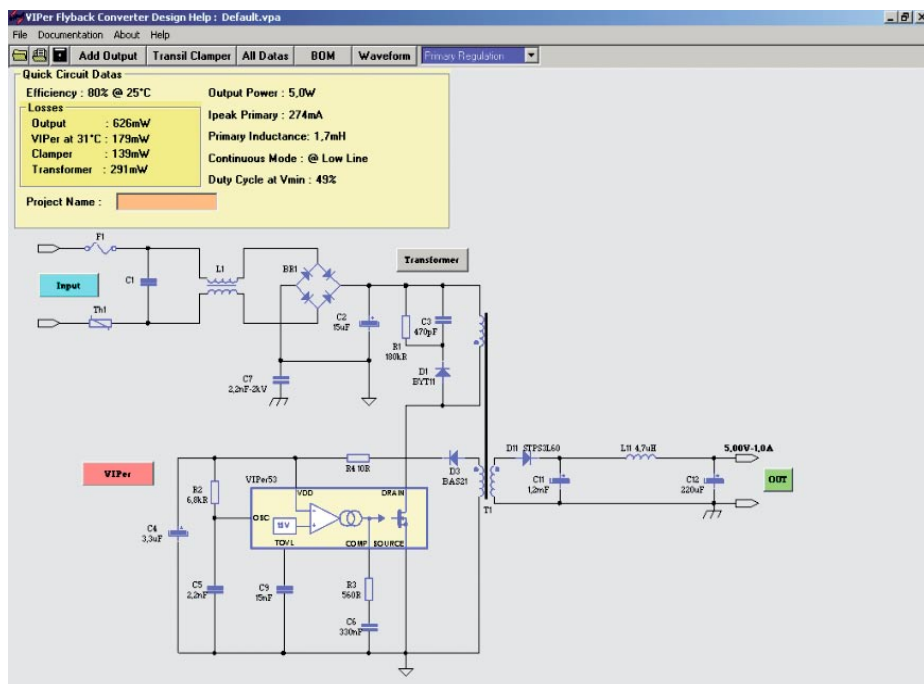 VIPer Flyback Converter Design Help : Default.vpa
File Documentation About Help
Add Output Transil Clamper All Datas BOM Waveform Primary Regulation
Quick Circuit Datas
Efficiency : 80% @ 25°C
Losses
Output : 626mW
VIPer at 31°C : 179mW
Clamper : 139mW
Transformer : 291mW
Output Power : 5,0W
Ipeak Primary : 274mA
Primary Inductance: 1,7mH
Continuous Mode : @ Low Line
Duty Cycle at Vmin : 49%
Project Name :
F1
Input
C1
L1
BR1
Transformer
Th1
C2
15uF
R1
180kR
C3
470pF
D1
BYT11
C7
2,2nF-2kV
VIPer
R4 10R
D3
BAS21
T1
D11 STPS3L60
C11
1,2mF
L11 4,7uH
5,00V-1,0A
C12
220uF
OUT
R2
6,8kR
VIPer53
VDD
DRAIN
OSC
15V
TOVL
COMP
SOURCE
C4
3,3uF
C5
2,2nF
C9
15nF
R3
560R
C6
330nF